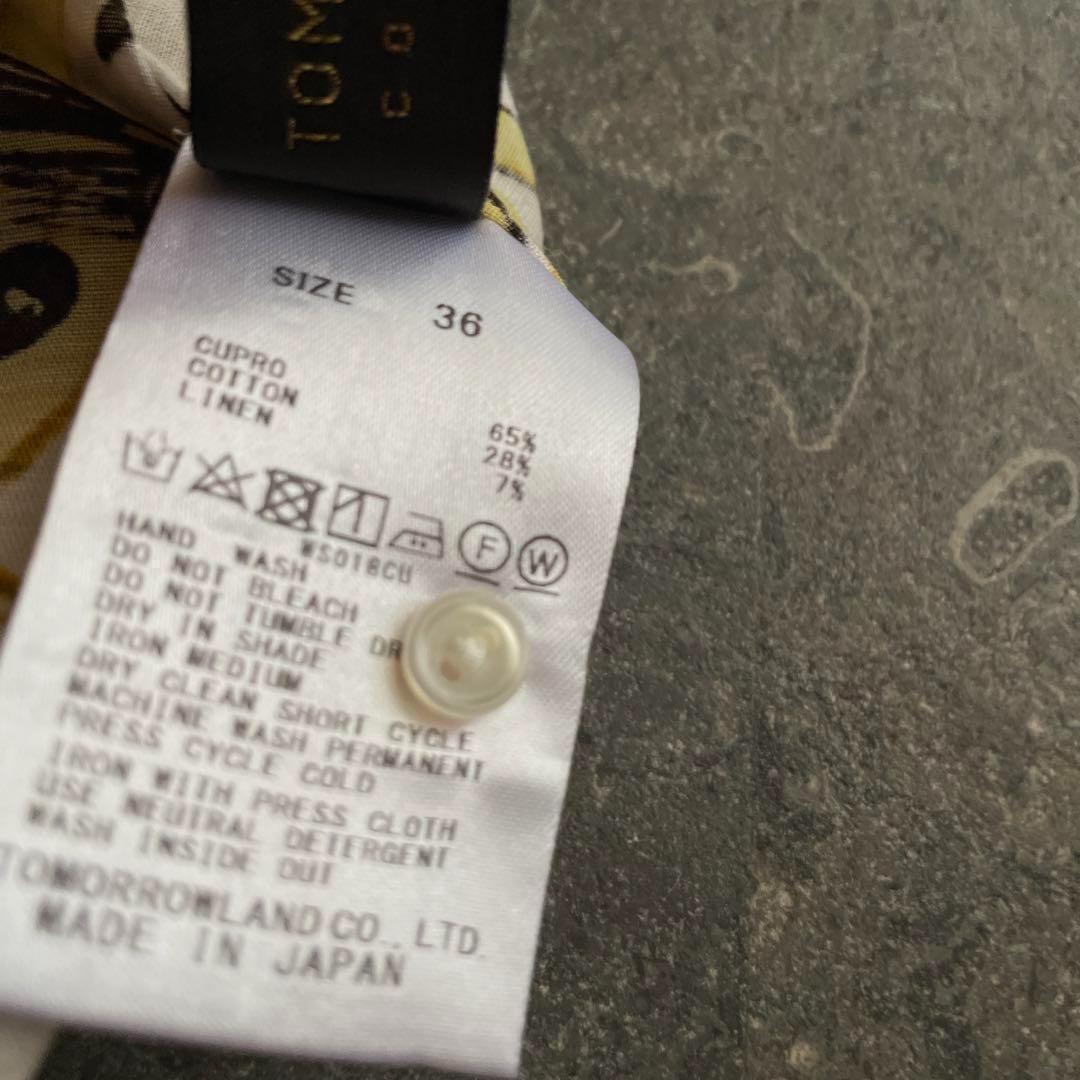 TOM
CO
SIZE 36
CUPRO 65%
COTTON 28%
LINEN 7%
F W
WS018CU
HAND WASH
DO NOT BLEACH
DO NOT TUMBLE DR
DRY IN SHADE
IRON MEDIUM
DRY CLEAN SHORT CYCLE
MACHINE WASH PERMANENT
PRESS CYCLE COLD
IRON WITH PRESS CLOTH
USE NEUTRAL DETERGENT
WASH INSIDE OUT
TOMORROWLAND CO., LTD.
MADE IN JAPAN